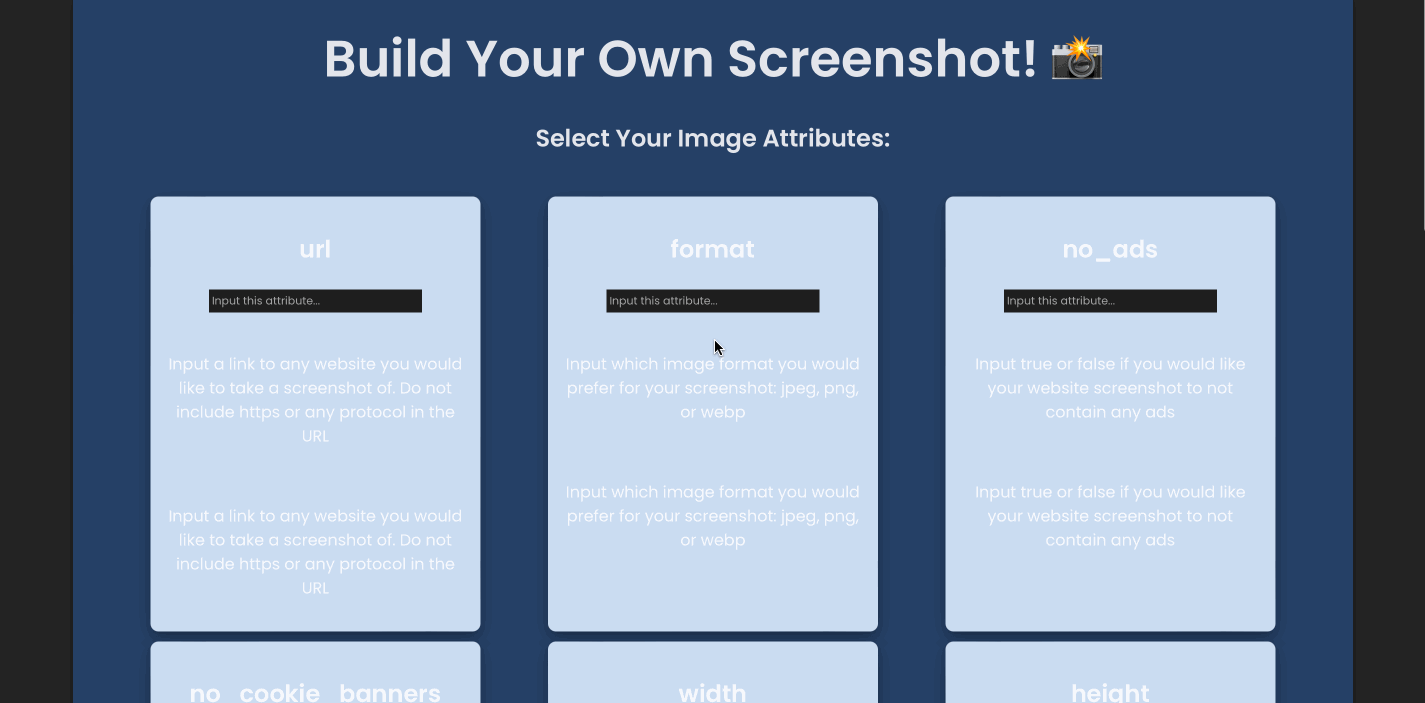 Build Your Own Screenshot! 📸
Select Your Image Attributes:
url
Input this attribute...
Input a link to any website you would
like to take a screenshot of. Do not
include https or any protocol in the
URL
Input a link to any website you would
like to take a screenshot of. Do not
include https or any protocol in the
URL
format
Input this attribute...
Input which image format you would
prefer for your screenshot: jpeg, png,
or webp
Input which image format you would
prefer for your screenshot: jpeg, png,
or webp
no_ads
Input this attribute...
Input true or false if you would like
your website screenshot to not
contain any ads
Input true or false if you would like
your website screenshot to not
contain any ads
no_cookie_banners
width
height